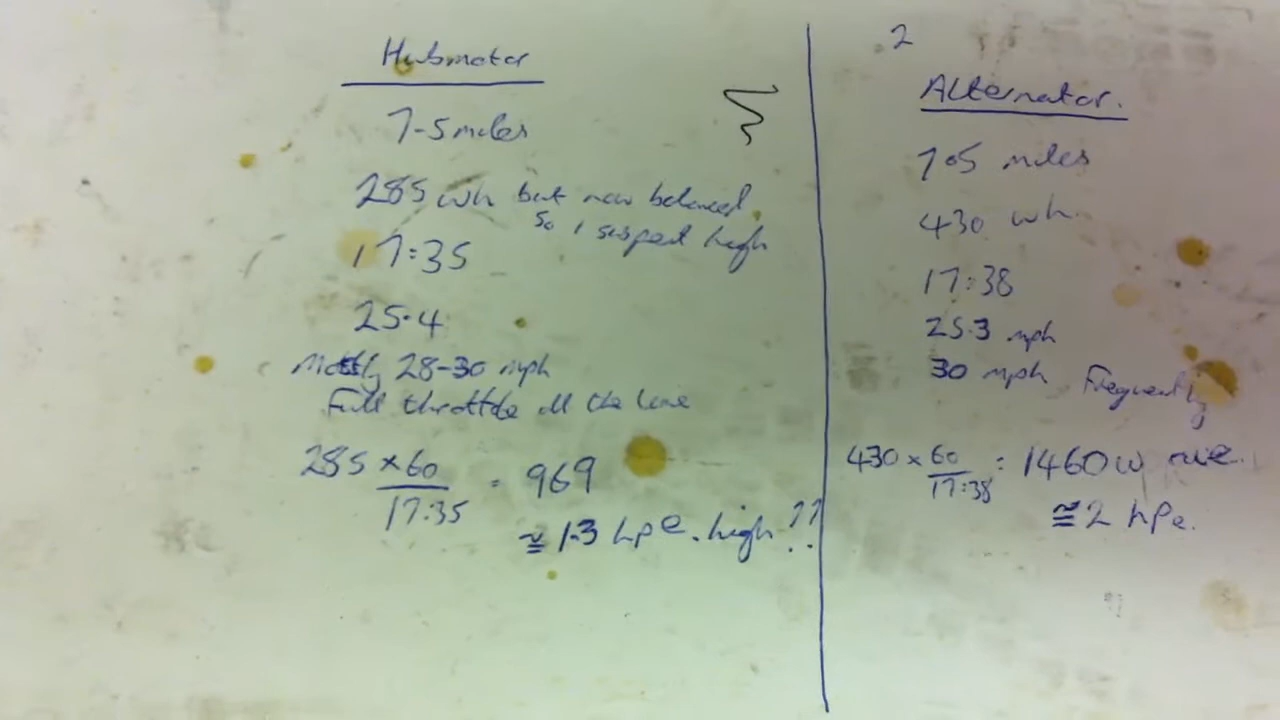 Hubmotor
7-5 miles
285 wh but now balanced
so I suspect high
17:35
25.4
Mostly 28-30 mph
Full throttle all the time
285 × 60
17:35
= 969
≅ 1.3 hpe. high ??
2
Alternator.
7.5 miles
430 wh.
17:38
25.3 mph
30 mph Frequently
430 × 60
17:38
= 1460 w ave.
≅ 2 hpe.